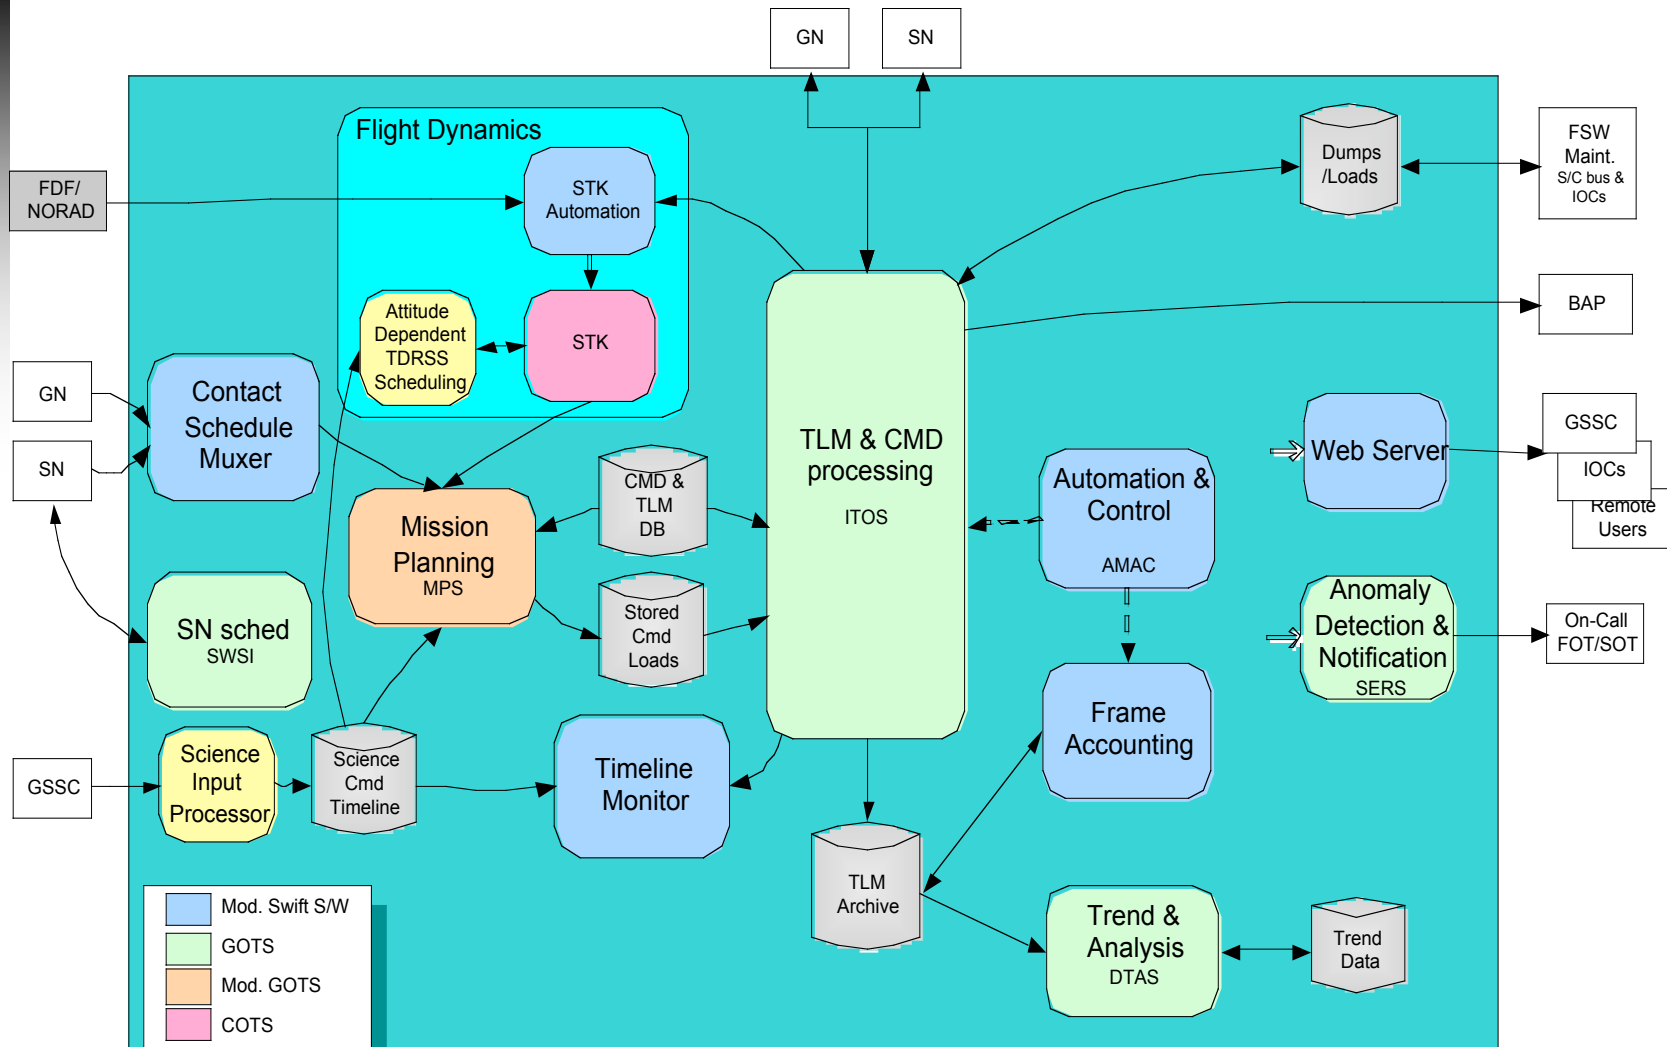 GN
SN
Flight Dynamics
STK
Automation
FDF/
NORAD
Dumps
/Loads
FSW
Maint.
S/C bus &
IOCs
Attitude
Dependent
TDRSS
Scheduling
STK
BAP
GN
SN
Contact
Schedule
Muxer
TLM & CMD
processing
ITOS
CMD &
TLM
DB
Mission
Planning
MPS
Stored
Cmd
Loads
Automation &
Control
AMAC
Web Server
GSSC
IOCs
Remote
Users
SN sched
SWSI
Anomaly
Detection &
Notification
SERS
On-Call
FOT/SOT
Frame
Accounting
GSSC
Science
Input
Processor
Science
Cmd
Timeline
Timeline
Monitor
TLM
Archive
Trend &
Analysis
DTAS
Trend
Data
Mod. Swift S/W
GOTS
Mod. GOTS
COTS